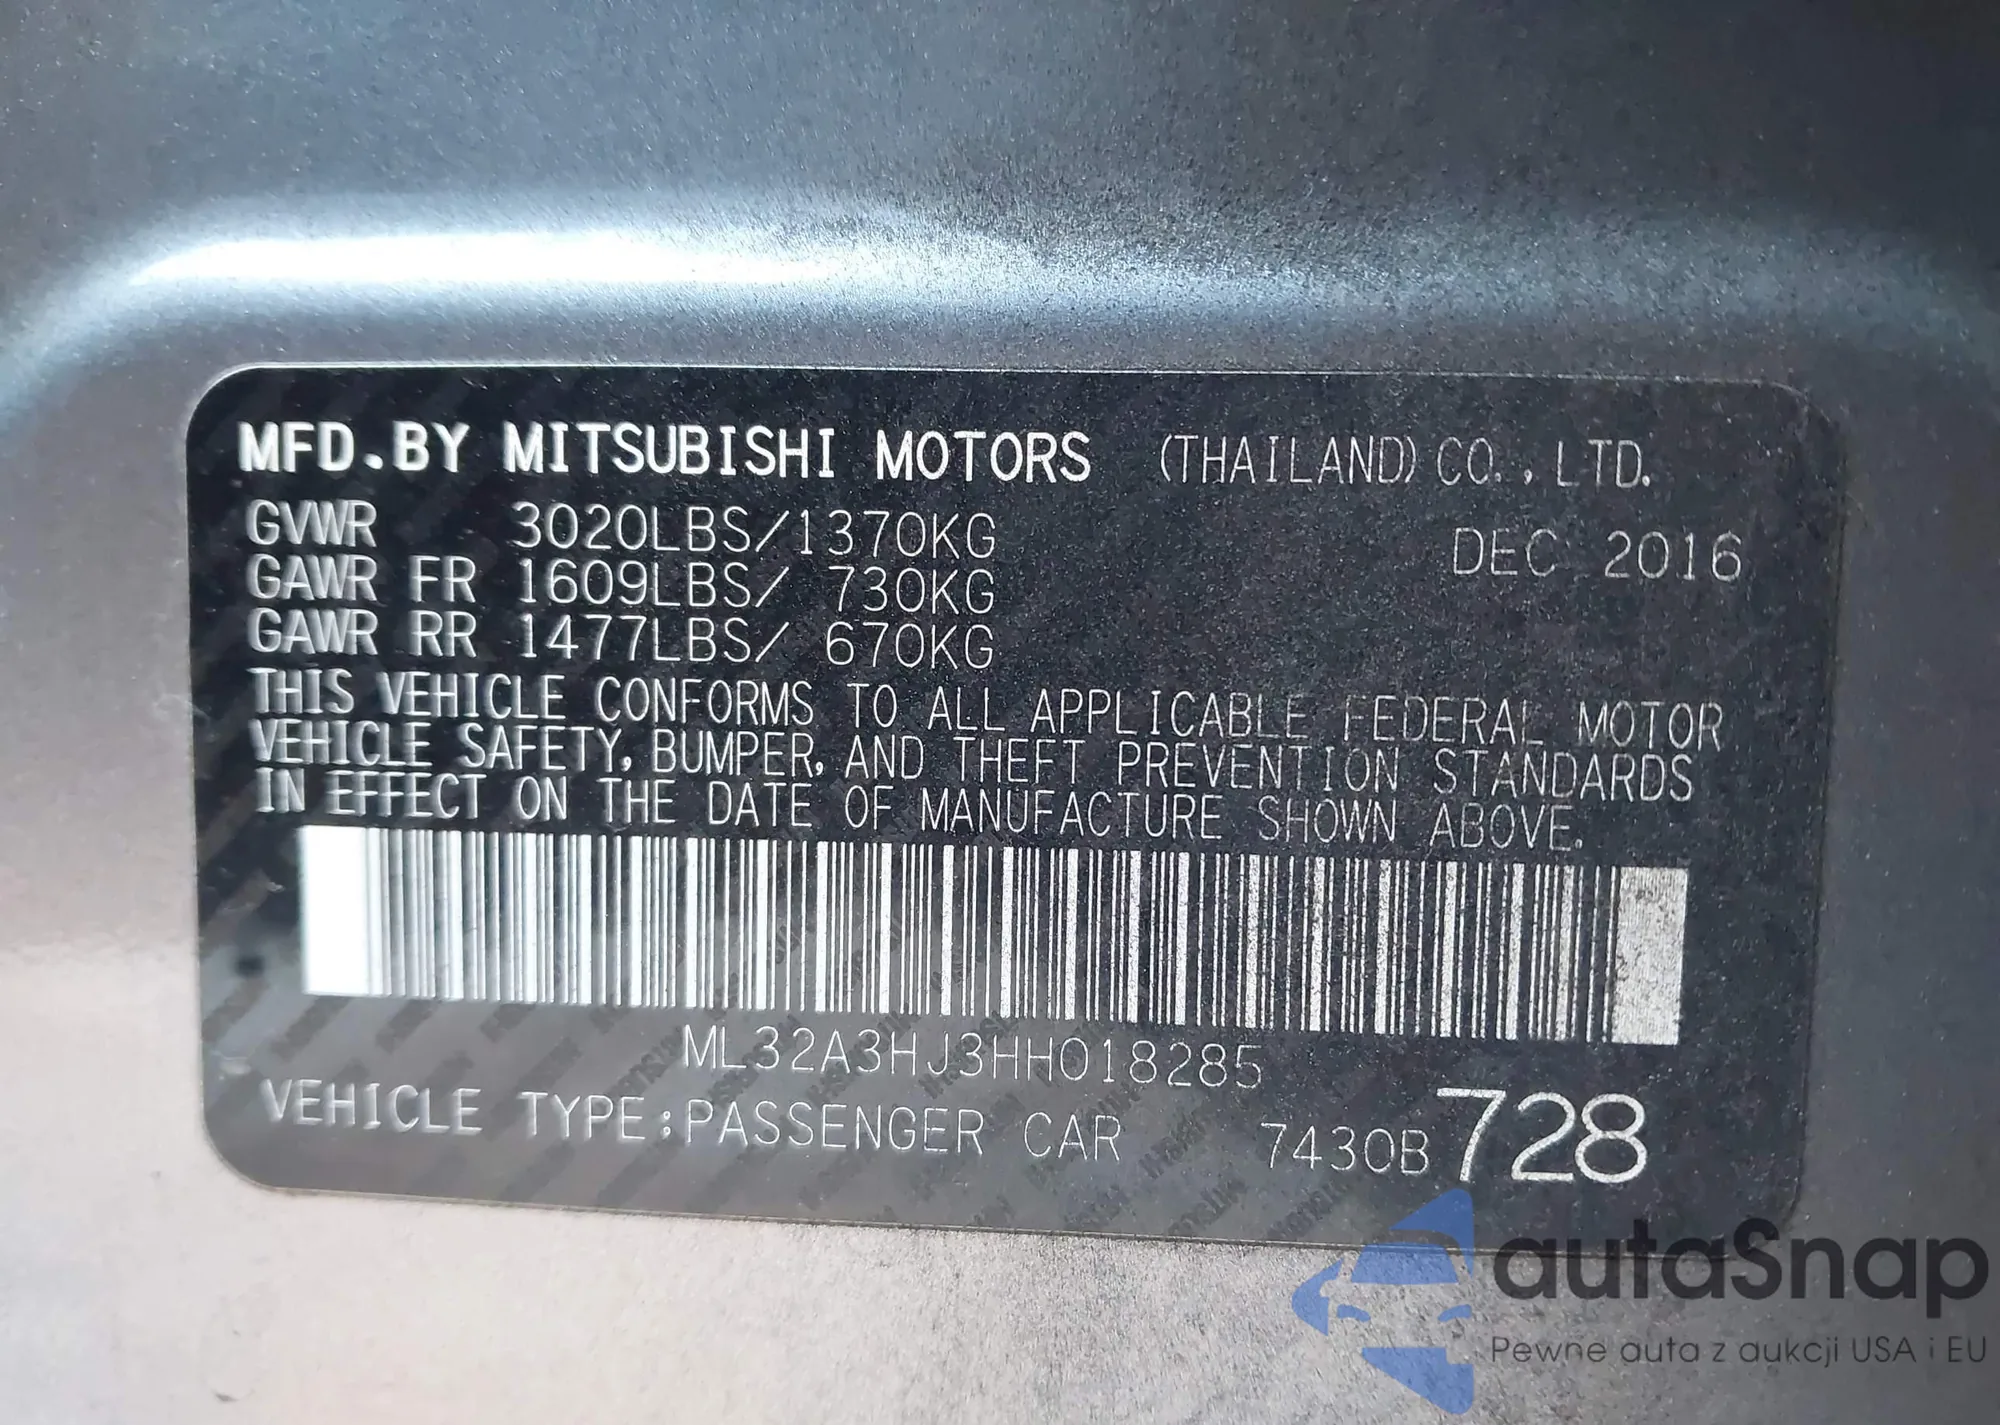 MFD.BY MITSUBISHI MOTORS (THAILAND) CO.,LTD.
GVWR 3020LBS/1370KG
DEC 2016
GAWR FR 1609LBS/ 730KG
GAWR RR 1477LBS/ 670KG
THIS VEHICLE CONFORMS TO ALL APPLICABLE FEDERAL MOTOR
VEHICLE SAFETY, BUMPER, AND THEFT PREVENTION STANDARDS
IN EFFECT ON THE DATE OF MANUFACTURE SHOWN ABOVE.
ML32A3HJ3HH018285
VEHICLE TYPE:PASSENGER CAR 7430B 728
autaSnap
Pewne auta z aukcji USA i EU